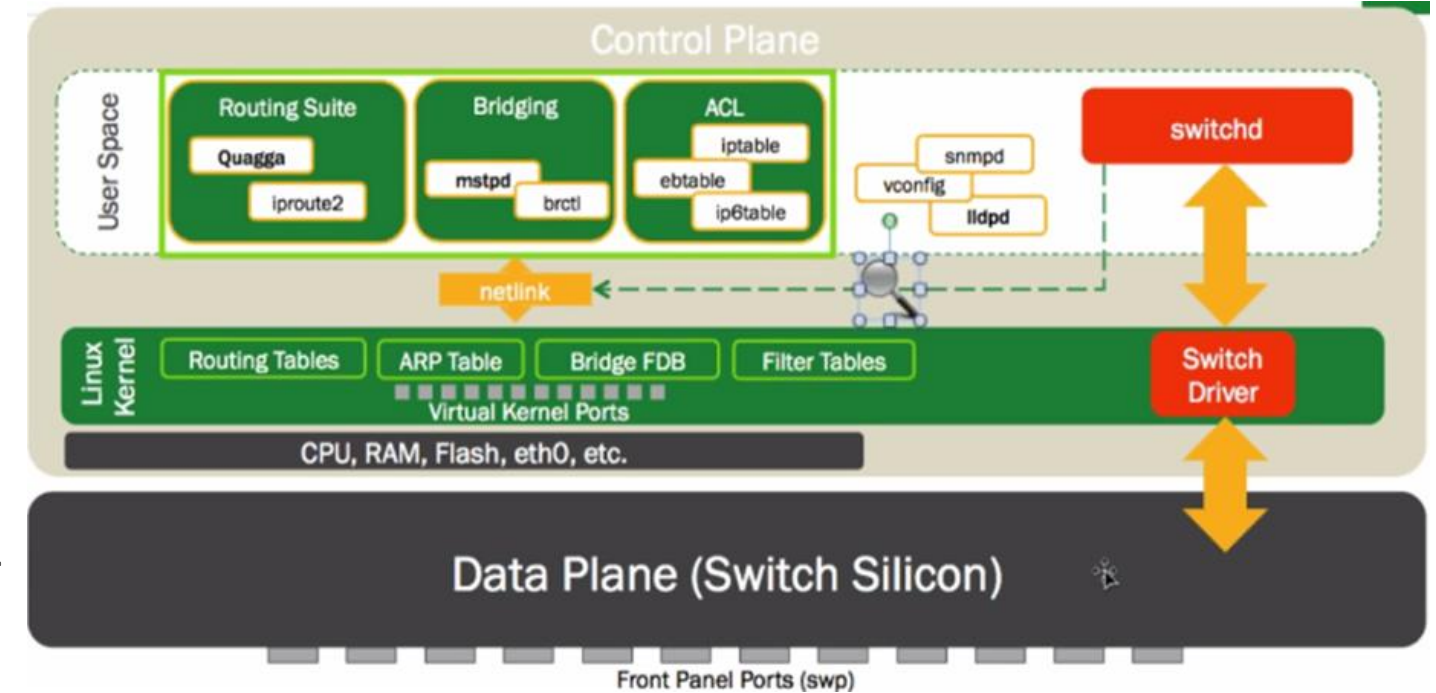 Control Plane
User Space
Routing Suite
Quagga
iproute2
Bridging
mstpd
brctl
ACL
iptable
ebtable
ip6table
snmpd
vconfig
lldpd
switchd
netlink
Linux
Kernel
Routing Tables
ARP Table
Bridge FDB
Filter Tables
Virtual Kernel Ports
Switch
Driver
CPU, RAM, Flash, eth0, etc.
Data Plane (Switch Silicon)
Front Panel Ports (swp)